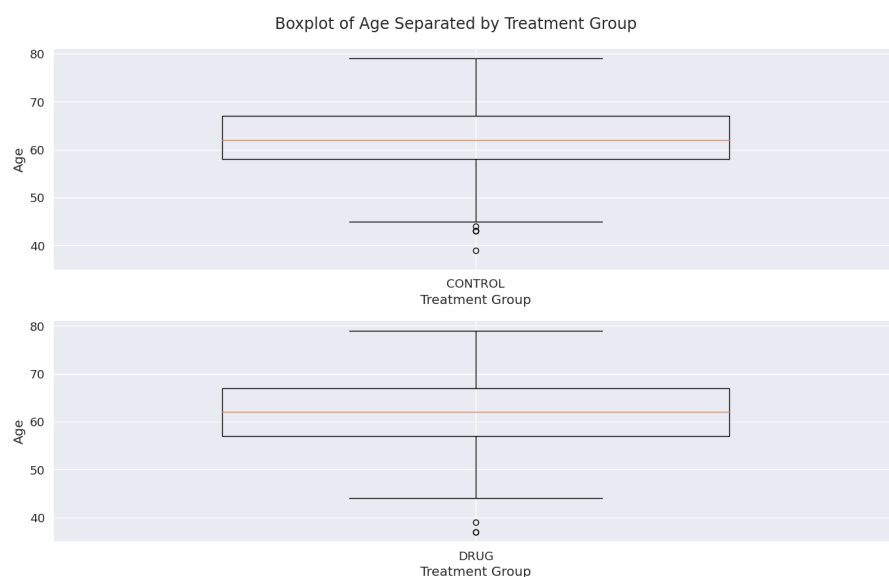 Boxplot of Age Separated by Treatment Group
80
70
60
50
40
Age
CONTROL
Treatment Group
80
70
60
50
40
Age
DRUG
Treatment Group